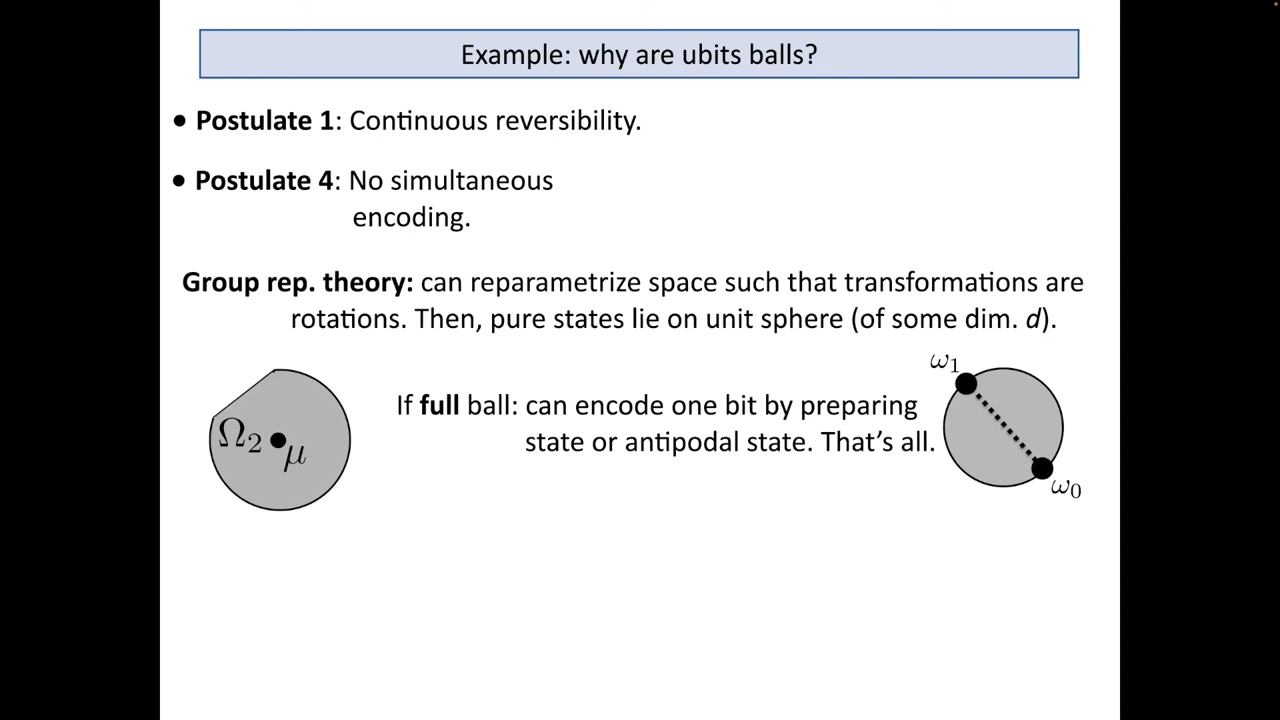 Example: why are ubits balls?
• Postulate 1: Continuous reversibility.
• Postulate 4: No simultaneous
encoding.
Group rep. theory: can reparametrize space such that transformations are
rotations. Then, pure states lie on unit sphere (of some dim. d).
Ω₂ μ
If full ball: can encode one bit by preparing
state or antipodal state. That's all.
ω₁
ω₀